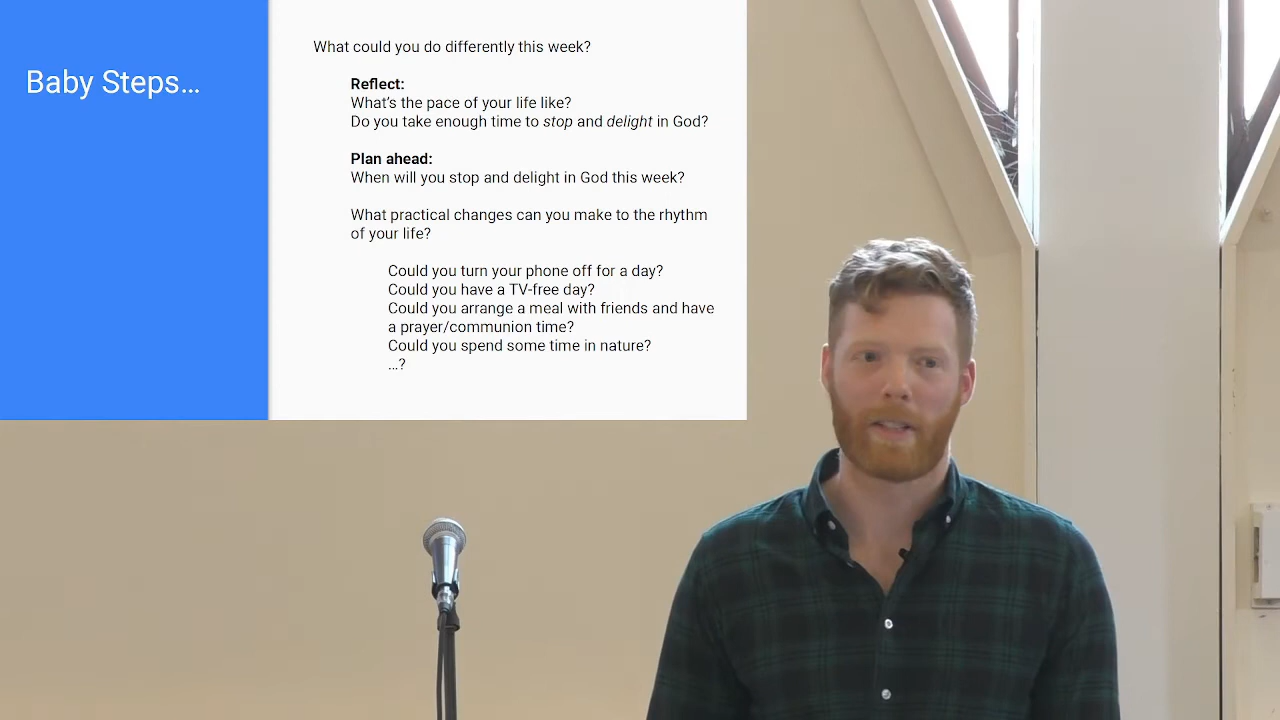 Baby Steps…
What could you do differently this week?
Reflect:
What's the pace of your life like?
Do you take enough time to stop and delight in God?
Plan ahead:
When will you stop and delight in God this week?
What practical changes can you make to the rhythm
of your life?
Could you turn your phone off for a day?
Could you have a TV-free day?
Could you arrange a meal with friends and have
a prayer/communion time?
Could you spend some time in nature?
…?